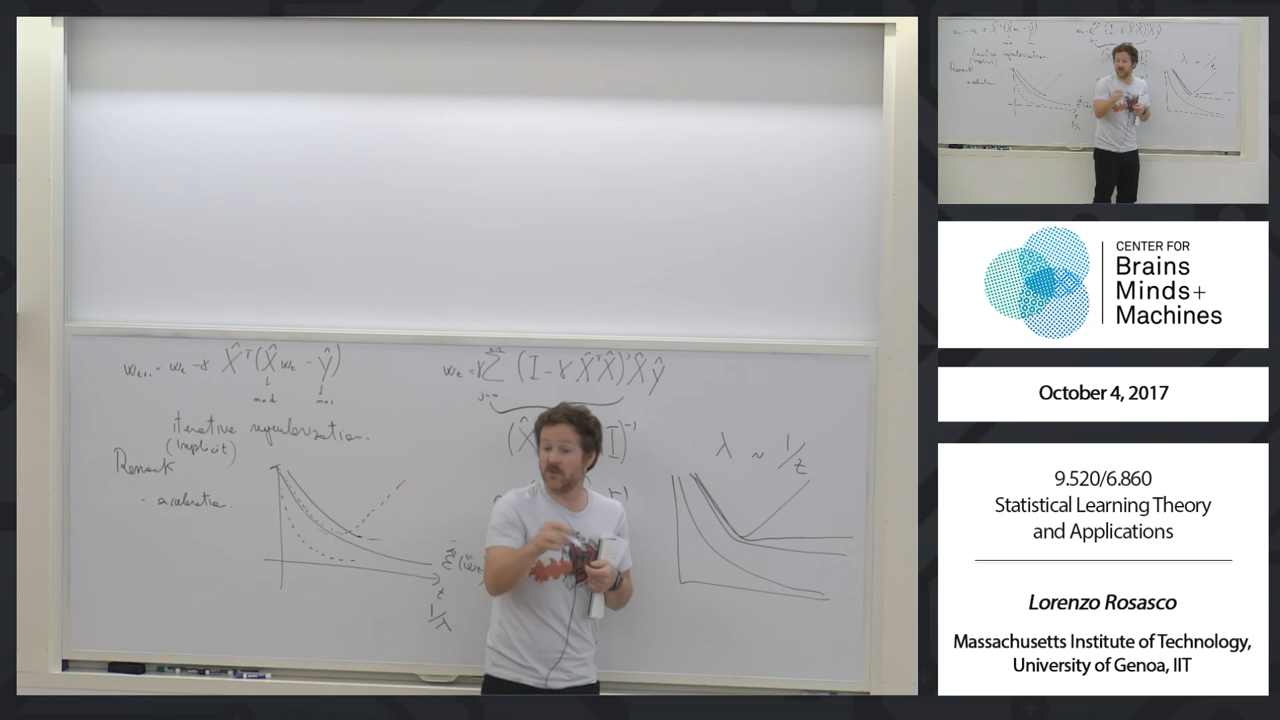 w_{t+1} = w_t - γ X̂^T (X̂ w_t - Ŷ)
n×d n×1
iterative regularization.
(Implicit)
Remark
· acceleration.
t
1/λ
w_t = γ Σ (I - γ X̂^T X̂)^j X̂ Ŷ
I)^{-1}
λ ~ 1/t
CENTER FOR
Brains
Minds+
Machines
October 4, 2017
9.520/6.860
Statistical Learning Theory
and Applications
Lorenzo Rosasco
Massachusetts Institute of Technology,
University of Genoa, IIT